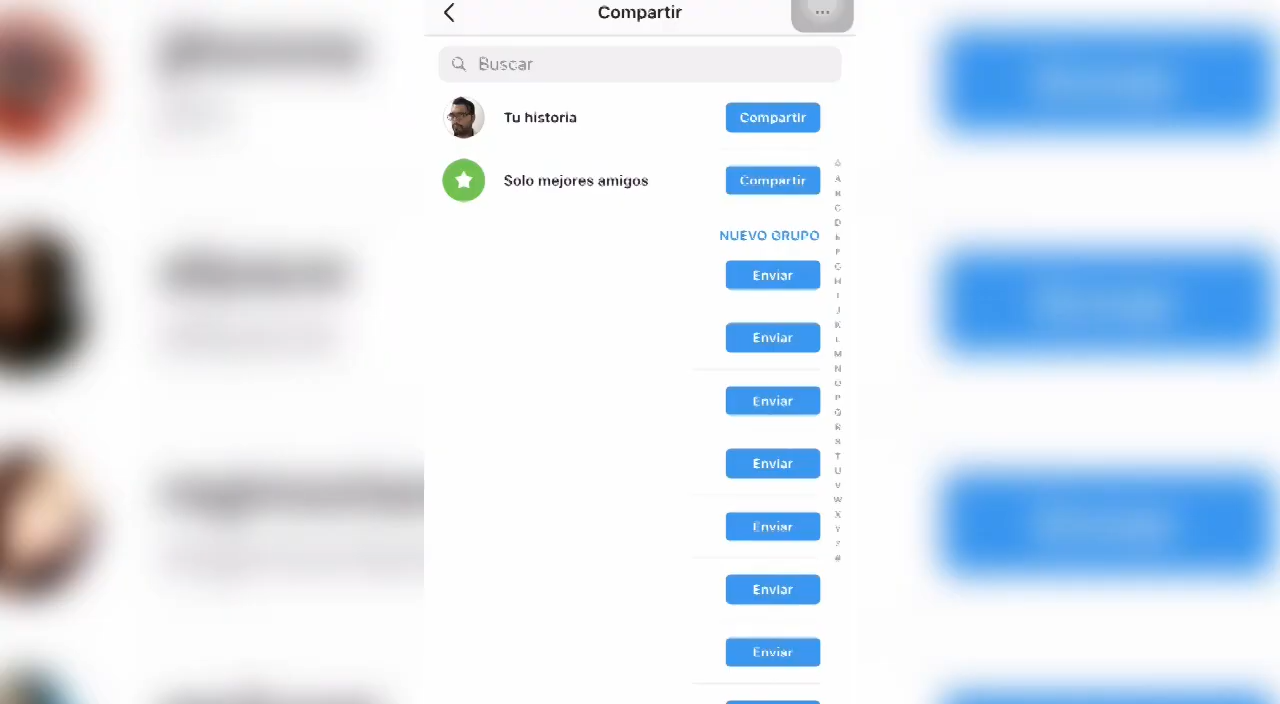 Compartir
Buscar
Tu historia
Compartir
Solo mejores amigos
Compartir
NUEVO GRUPO
Enviar
Enviar
Enviar
Enviar
Enviar
Enviar
Enviar
A
C
D
F
G
H
I
J
K
L
M
N
O
P
Q
R
S
T
U
V
W
X
Y
Z
#